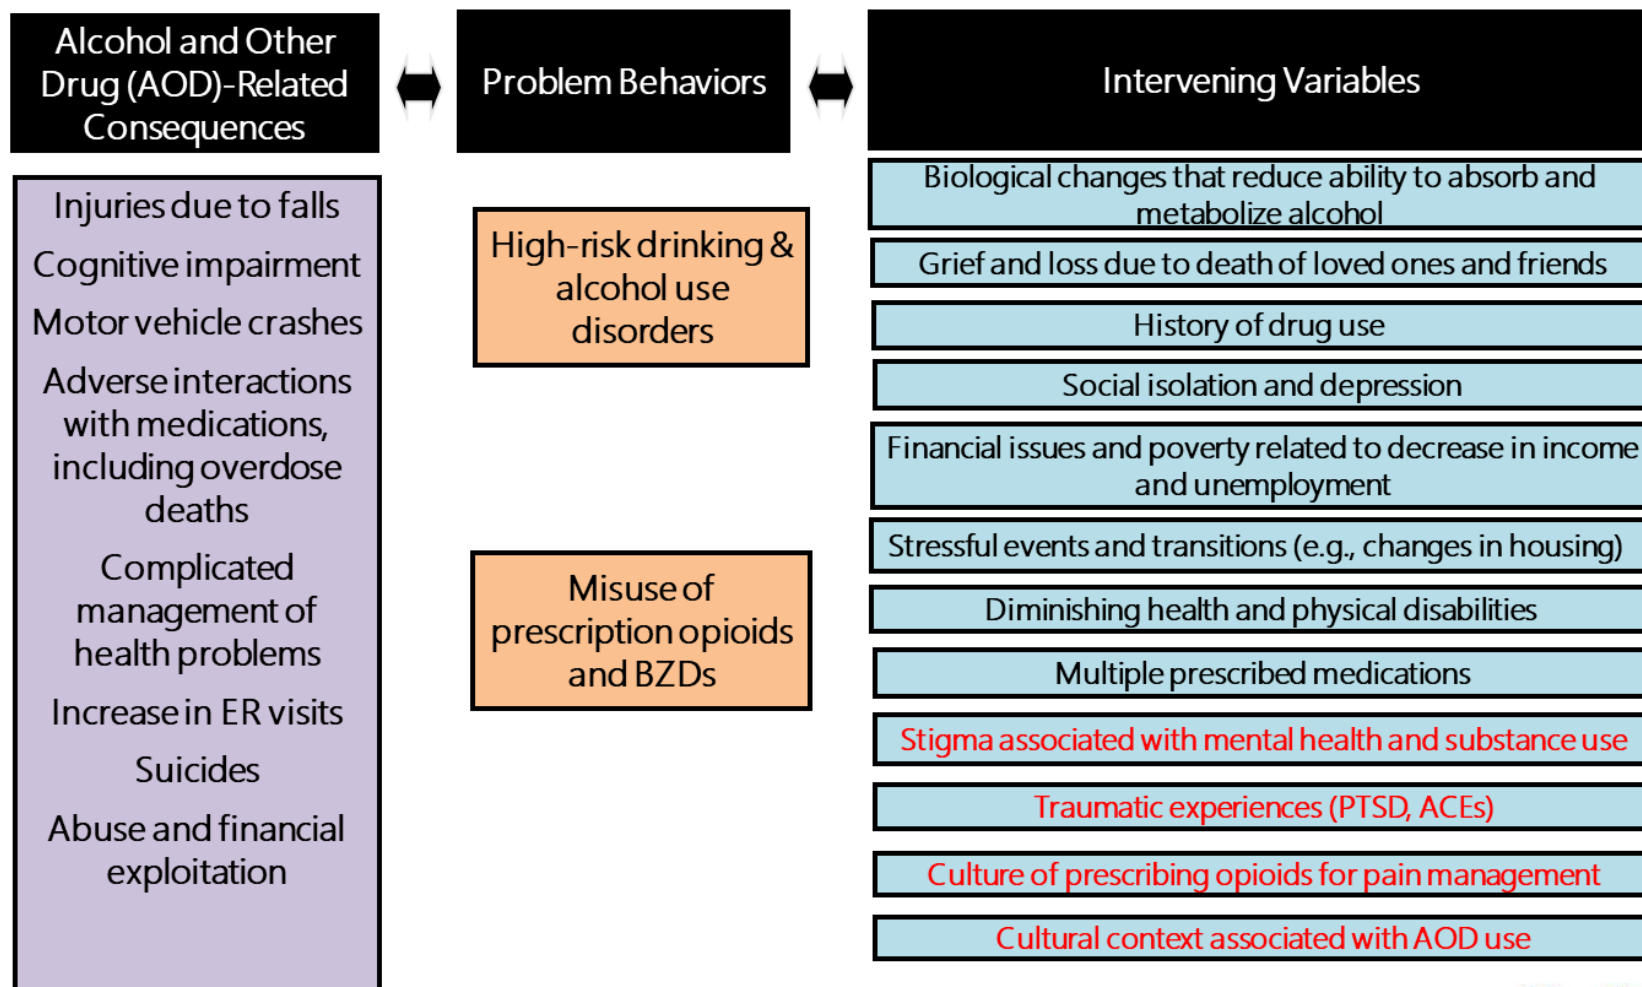 Alcohol and Other
Drug (AOD)-Related
Consequences
Problem Behaviors
Intervening Variables
Injuries due to falls
Cognitive impairment
Motor vehicle crashes
Adverse interactions
with medications,
including overdose
deaths
Complicated
management of
health problems
Increase in ER visits
Suicides
Abuse and financial
exploitation
High-risk drinking &
alcohol use
disorders
Misuse of
prescription opioids
and BZDs
Biological changes that reduce ability to absorb and
metabolize alcohol
Grief and loss due to death of loved ones and friends
History of drug use
Social isolation and depression
Financial issues and poverty related to decrease in income
and unemployment
Stressful events and transitions (e.g., changes in housing)
Diminishing health and physical disabilities
Multiple prescribed medications
Stigma associated with mental health and substance use
Traumatic experiences (PTSD, ACEs)
Culture of prescribing opioids for pain management
Cultural context associated with AOD use